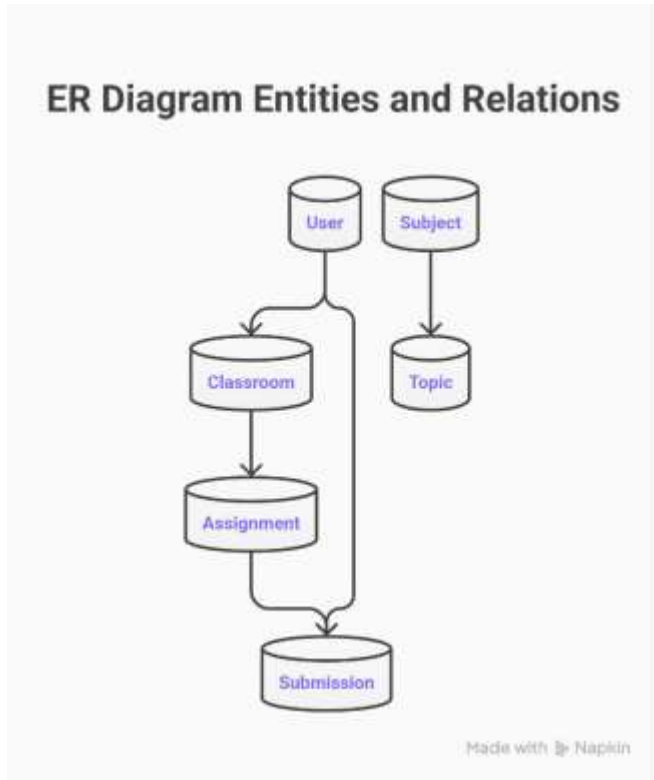 ER Diagram Entities and Relations
User
Subject
Classroom
Topic
Assignment
Submission
Made with Napkin